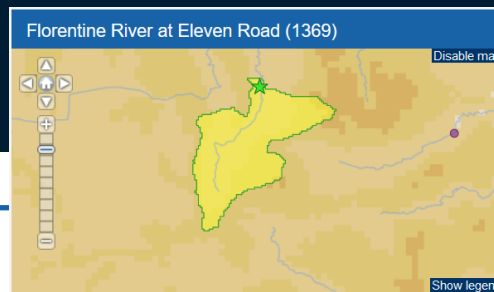 Florentine River at Eleven Road (1369)
Disable ma
Show legen